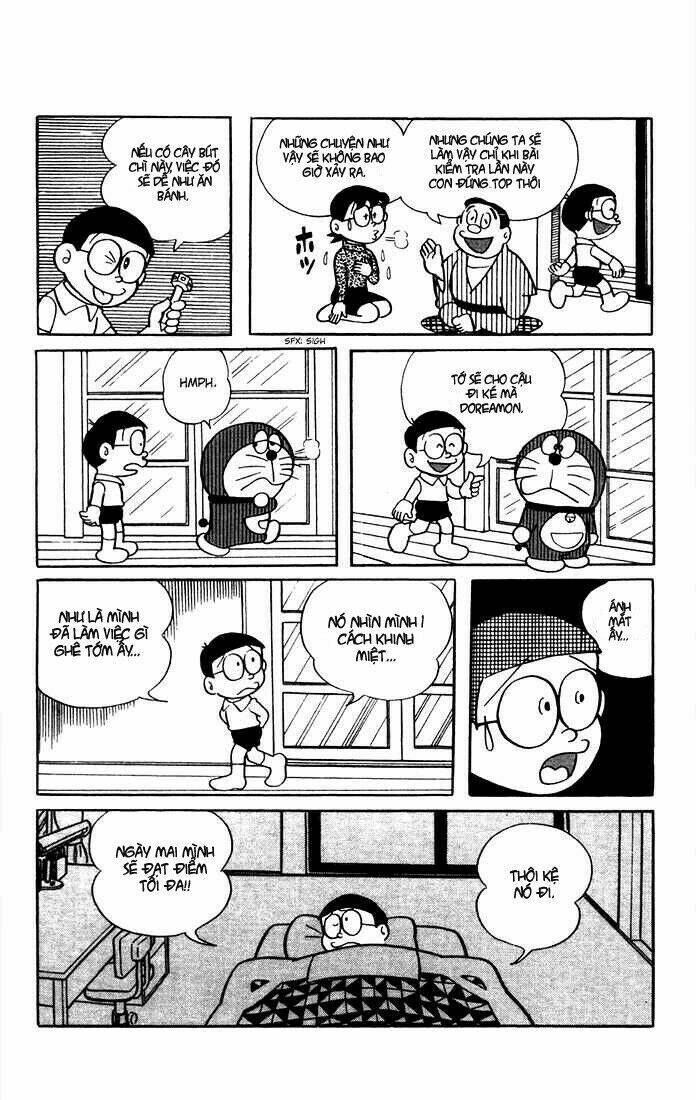 NẾU CÓ CÂY BÚT
CHÌ NÀY, VIỆC ĐÓ
SẼ DỄ NHƯ ĂN
BÁNH.
NHỮNG CHUYỆN NHƯ
VẬY SẼ KHÔNG BAO
GIỜ XẢY RA.
NHƯNG CHÚNG TA SẼ
LÀM VẬY CHỈ KHI BÀI
KIỂM TRA LẦN NÀY
CON ĐỨNG TOP THÔI
ホッ
SFX: SIGH
HMPH.
TỚ SẼ CHO CẬU
ĐI KÉ MÀ
DOREAMON.
NHƯ LÀ MÌNH
ĐÃ LÀM VIỆC GÌ
GHÊ TỞM ẤY.
NÓ NHÌN MÌNH 1
CÁCH KHINH
MIỆT...
ÁNH
MẮT
ẤY...
NGÀY MAI MÌNH
SẼ ĐẠT ĐIỂM
TỐI ĐA!!
THÔI KỆ
NÓ ĐI.